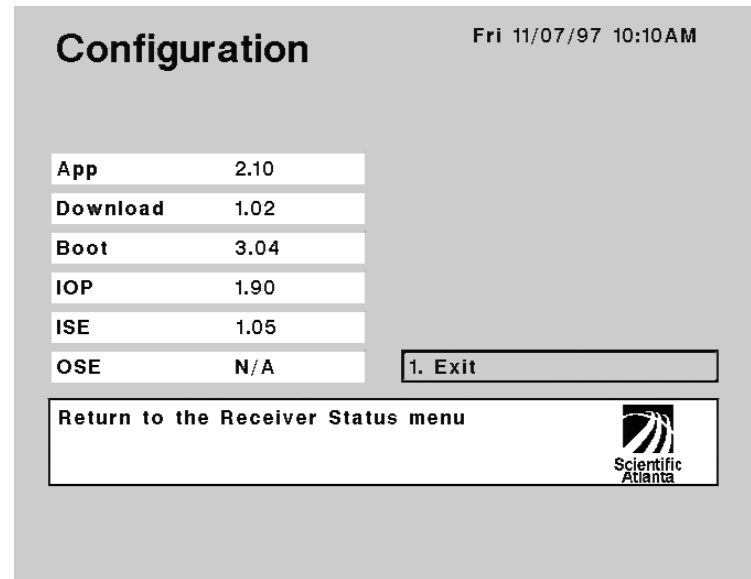 Configuration
Fri 11/07/97 10:10AM
App 2.10
Download 1.02
Boot 3.04
IOP 1.90
ISE 1.05
OSE N/A
1. Exit
Return to the Receiver Status menu
Scientific
Atlanta